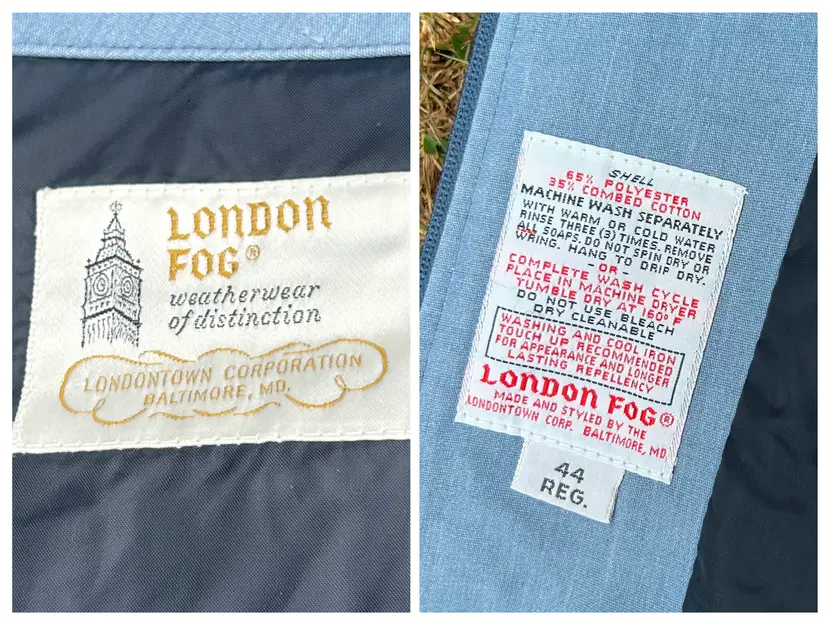 LONDON
FOG®
weatherwear
of distinction
LONDONTOWN CORPORATION
BALTIMORE, MD.
SHELL
65% POLYESTER
35% COMBED COTTON
MACHINE WASH SEPARATELY
WITH WARM OR COLD WATER
RINSE THREE (3) TIMES. REMOVE
ALL SOAPS. DO NOT SPIN DRY OR
WRING. HANG TO DRIP DRY.
- OR -
COMPLETE WASH CYCLE
PLACE IN MACHINE DRYER
TUMBLE DRY AT 160° F
DO NOT USE BLEACH
DRY CLEANABLE
WASHING AND COOL IRON
TOUCH UP RECOMMENDED
FOR APPEARANCE AND LONGER
LASTING REPELLENCY
LONDON FOG®
MADE AND STYLED BY THE
LONDONTOWN CORP. BALTIMORE, MD.
44
REG.